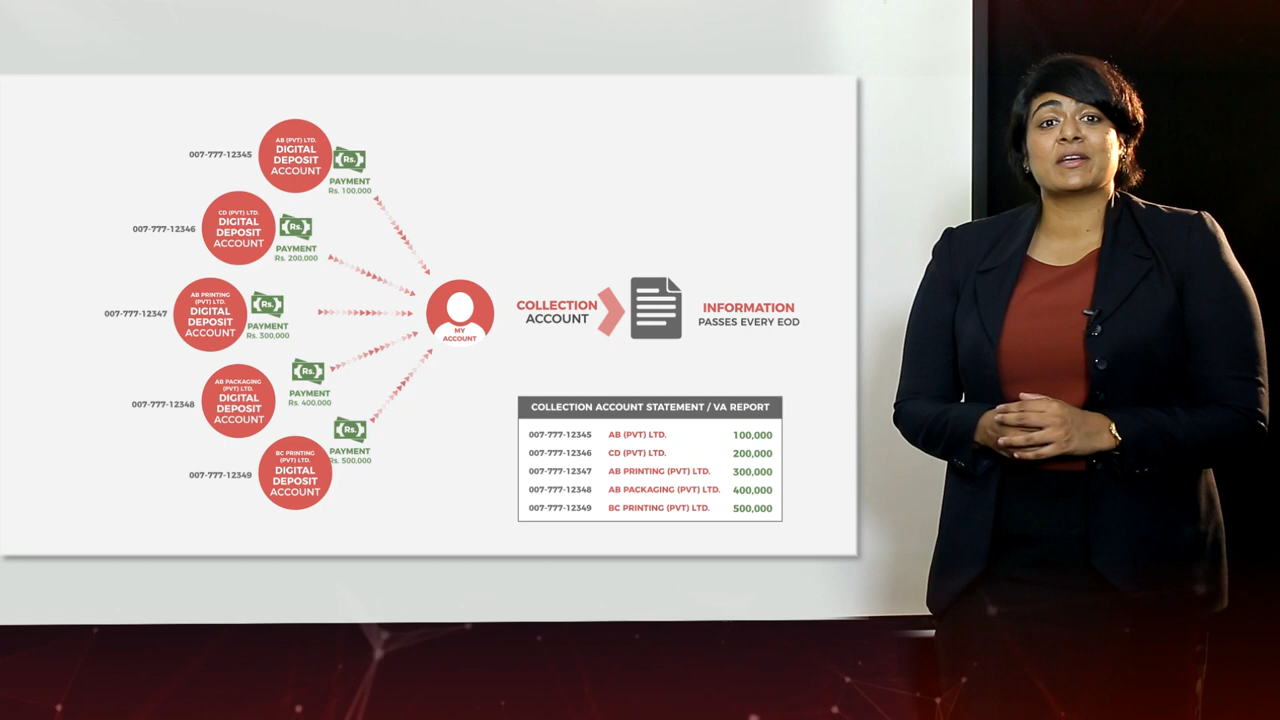 AB (PVT) LTD.
DIGITAL
DEPOSIT
ACCOUNT
007-777-12345
Rs.
PAYMENT
Rs. 100,000
CD (PVT) LTD.
DIGITAL
DEPOSIT
ACCOUNT
007-777-12346
Rs.
PAYMENT
Rs. 200,000
AB PRINTING
(PVT) LTD.
DIGITAL
DEPOSIT
ACCOUNT
007-777-12347
Rs.
PAYMENT
Rs. 300,000
AB PACKAGING
(PVT) LTD.
DIGITAL
DEPOSIT
ACCOUNT
007-777-12348
Rs.
PAYMENT
Rs. 400,000
BC PRINTING
(PVT) LTD.
DIGITAL
DEPOSIT
ACCOUNT
007-777-12349
Rs.
PAYMENT
Rs. 500,000
MY
ACCOUNT
COLLECTION
ACCOUNT
INFORMATION
PASSES EVERY EOD
COLLECTION ACCOUNT STATEMENT / VA REPORT
007-777-12345 AB (PVT) LTD. 100,000
007-777-12346 CD (PVT) LTD. 200,000
007-777-12347 AB PRINTING (PVT) LTD. 300,000
007-777-12348 AB PACKAGING (PVT) LTD. 400,000
007-777-12349 BC PRINTING (PVT) LTD. 500,000